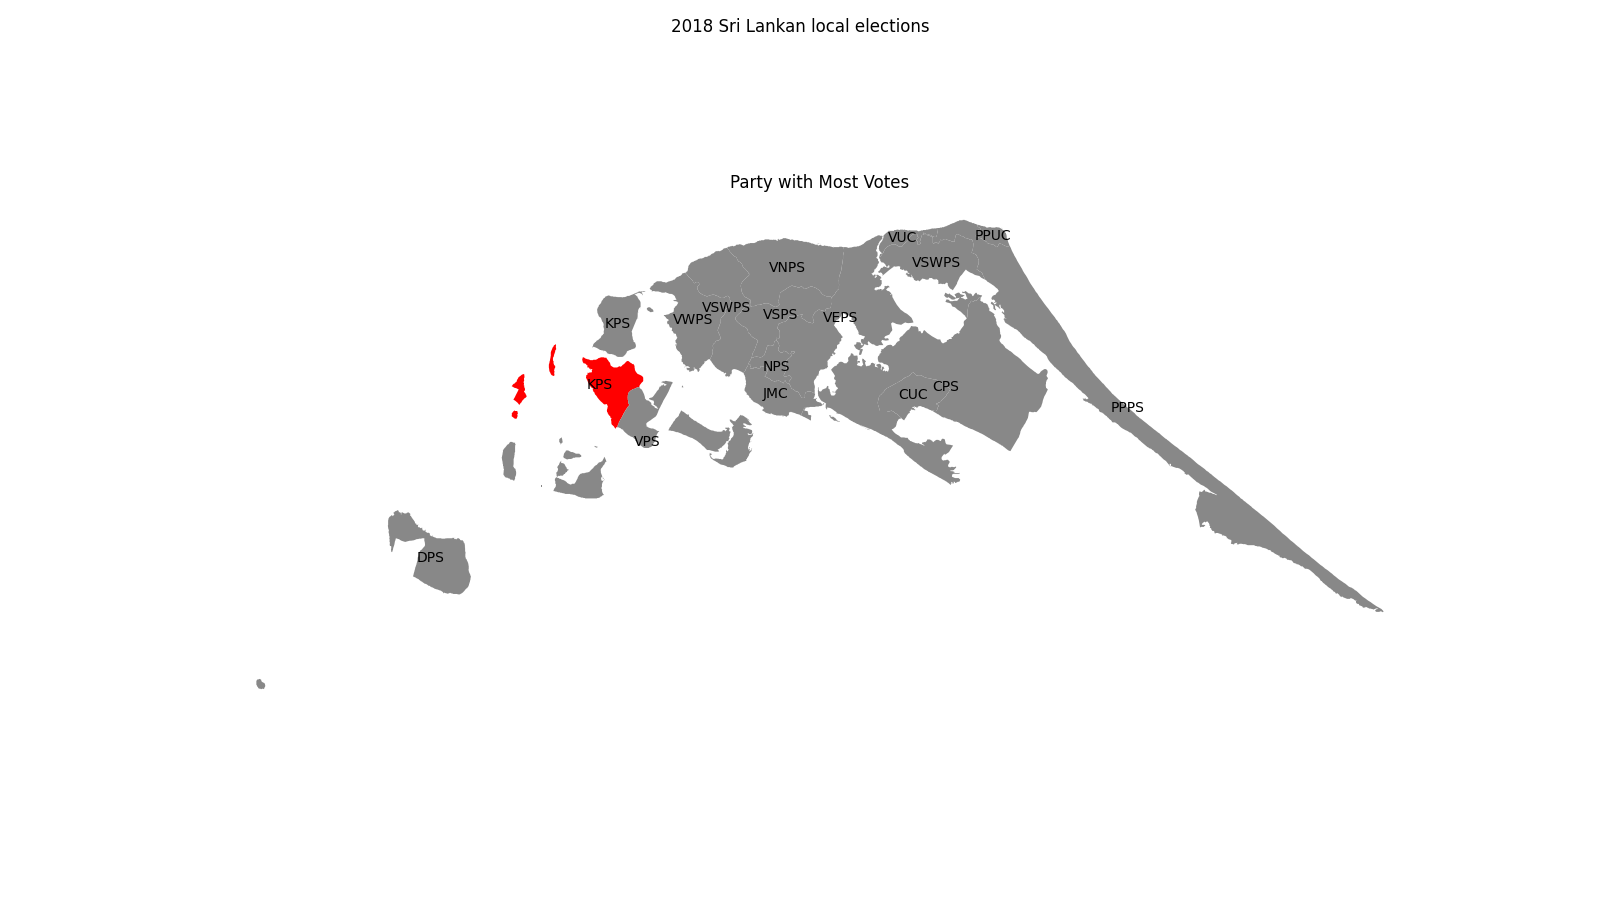 2018 Sri Lankan local elections
Party with Most Votes
VUC
PPUC
VSWPS
VNPS
VSWPS
VSPS
VEPS
VWPS
KPS
NPS
KPS
CPS
JMC
CUC
PPPS
VPS
DPS